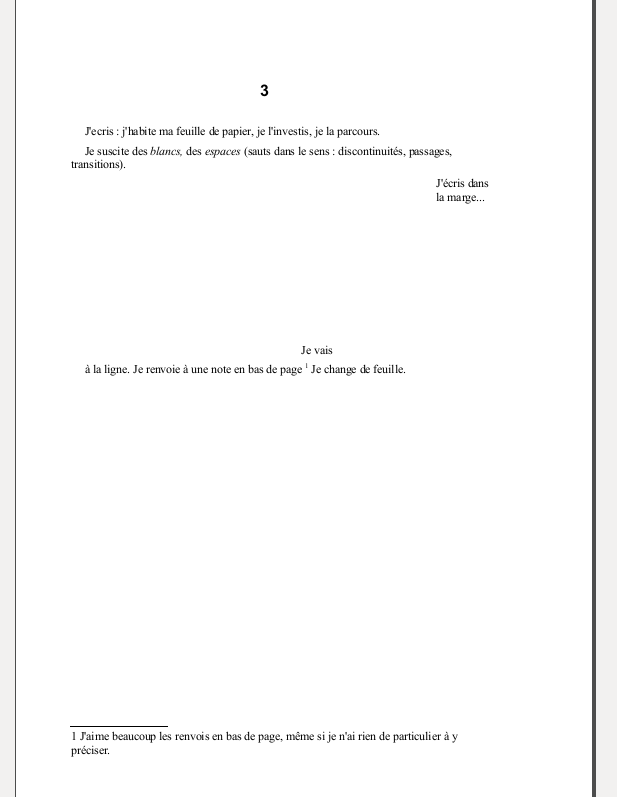 3
J'ecris : j'habite ma feuille de papier, je l'investis, je la parcours.
Je suscite des blancs, des espaces (sauts dans le sens : discontinuités, passages,
transitions).
J'écris dans
la marge...
Je vais
à la ligne. Je renvoie à une note en bas de page 1 Je change de feuille.
1 J'aime beaucoup les renvois en bas de page, même si je n'ai rien de particulier à y
préciser.